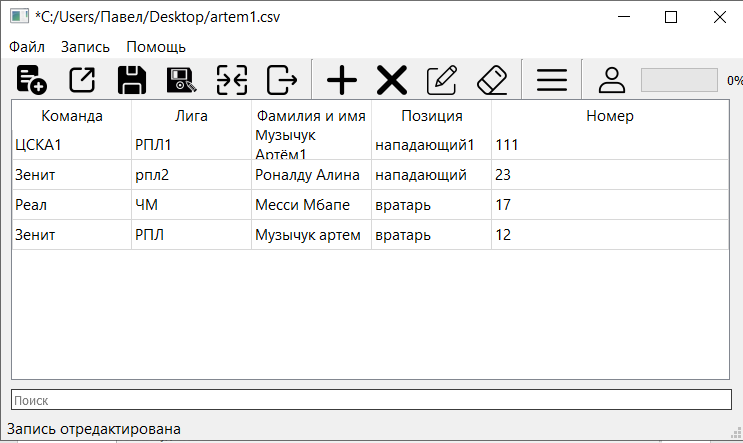 *C:/Users/Павел/Desktop/artem1.csv
Файл Запись Помощь
0%
Команда Лига Фамилия и имя Позиция Номер
ЦСКА1 РПЛ1 Музычук Артём1 нападающий1 111
Зенит рпл2 Роналду Алина нападающий 23
Реал ЧМ Месси Мбапе вратарь 17
Зенит РПЛ Музычук артем вратарь 12
Поиск
Запись отредактирована